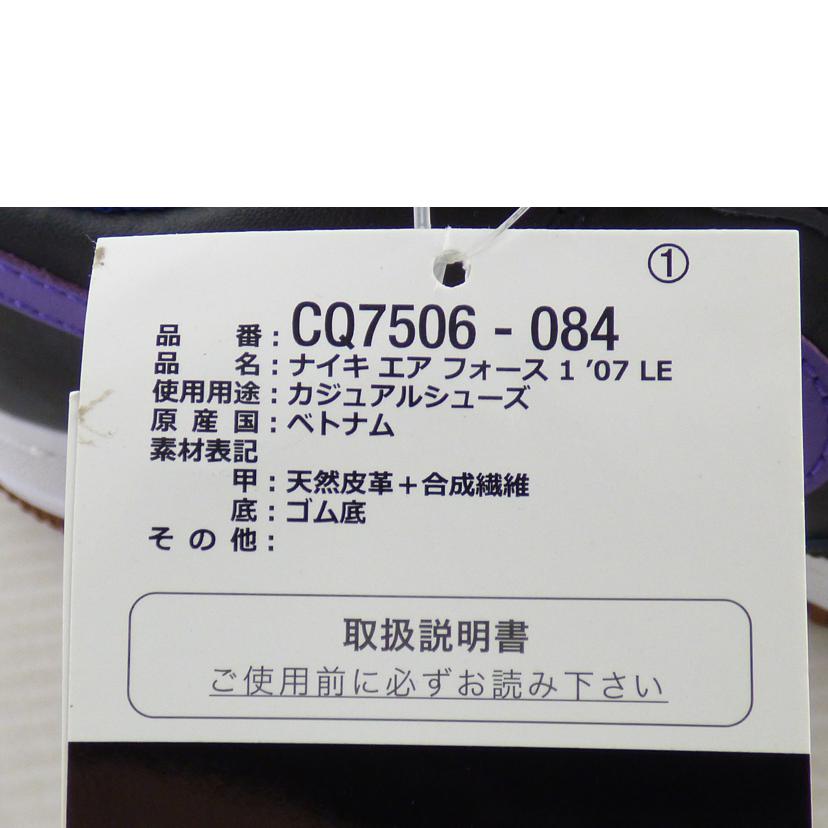 ①
品番：CQ7506 - 084
品名：ナイキ エア フォース 1 '07 LE
使用用途：カジュアルシューズ
原産国：ベトナム
素材表記
甲：天然皮革＋合成繊維
底：ゴム底
その他：
取扱説明書
ご使用前に必ずお読み下さい